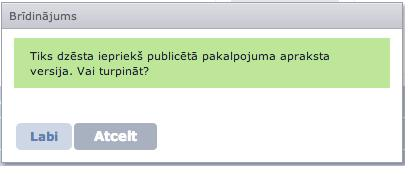 Brīdinājums
Tiks dzēsta iepriekš publicētā pakalpojuma apraksta
versija. Vai turpināt?
Labi
Atcelt